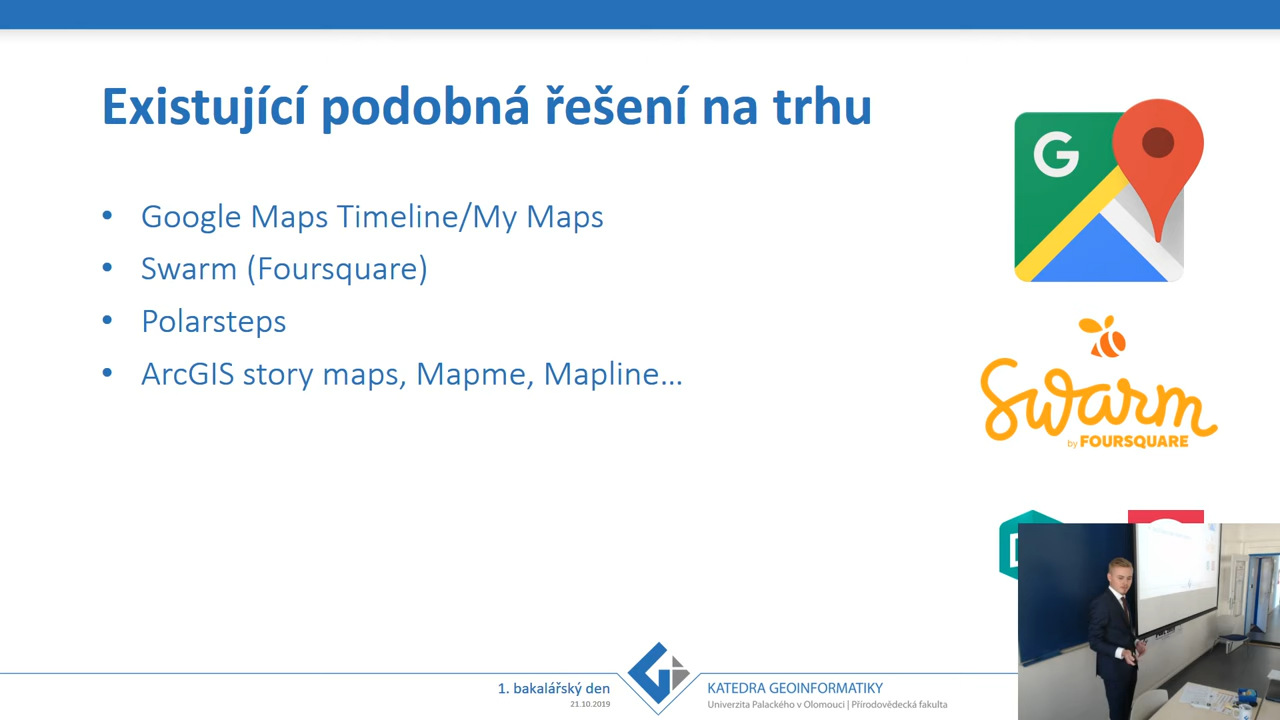 Existující podobná řešení na trhu
• Google Maps Timeline/My Maps
• Swarm (Foursquare)
• Polarsteps
• ArcGIS story maps, Mapme, Mapline…
G
Swarm
by FOURSQUARE
1. bakalářský den
21.10.2019
KATEDRA GEOINFORMATIKY
Univerzita Palackého v Olomouci | Přírodovědecká fakulta